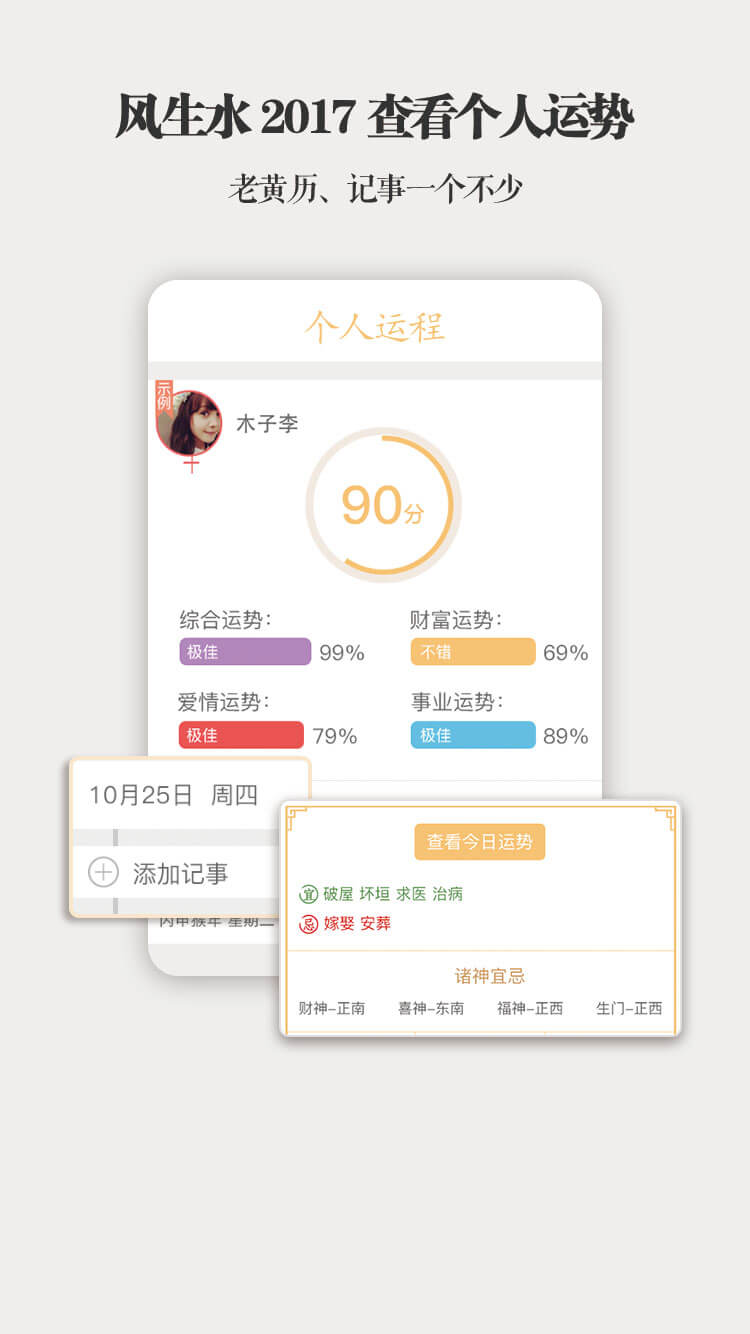 风生水 2017 查看个人运势
老黄历、记事一个不少
个人运程
示例
木子李
90分
综合运势：
极佳 99%
财富运势：
不错 69%
爱情运势：
极佳 79%
事业运势：
极佳 89%
10月25日 周四
添加记事
丙申猴年 星期二
查看今日运势
宜 破屋 坏垣 求医 治病
忌 嫁娶 安葬
诸神宜忌
财神-正南 喜神-东南 福神-正西 生门-正西